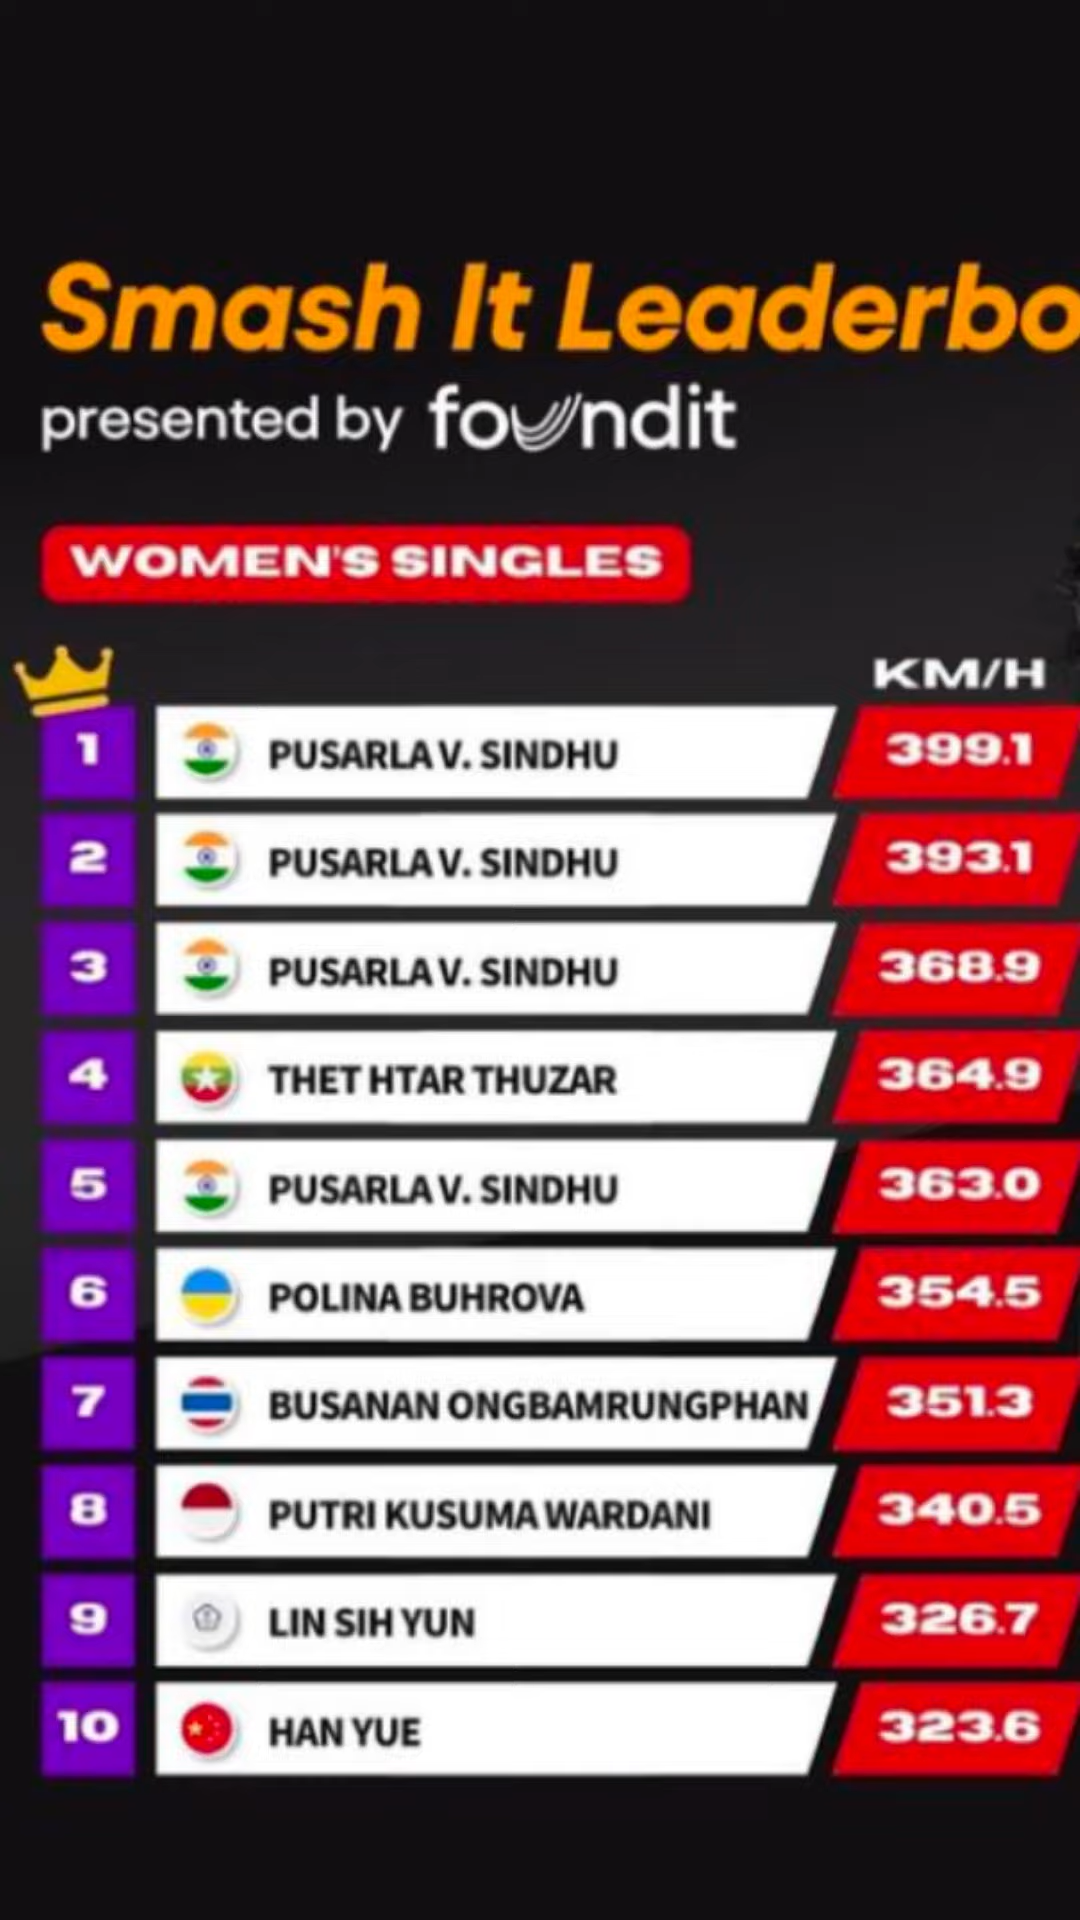 Smash It Leaderbo
presented by foundit
WOMEN'S SINGLES
KM/H
1 PUSARLA V. SINDHU 399.1
2 PUSARLA V. SINDHU 393.1
3 PUSARLA V. SINDHU 368.9
4 THET HTAR THUZAR 364.9
5 PUSARLA V. SINDHU 363.0
6 POLINA BUHROVA 354.5
7 BUSANAN ONGBAMRUNGPHAN 351.3
8 PUTRI KUSUMA WARDANI 340.5
9 LIN SIH YUN 326.7
10 HAN YUE 323.6